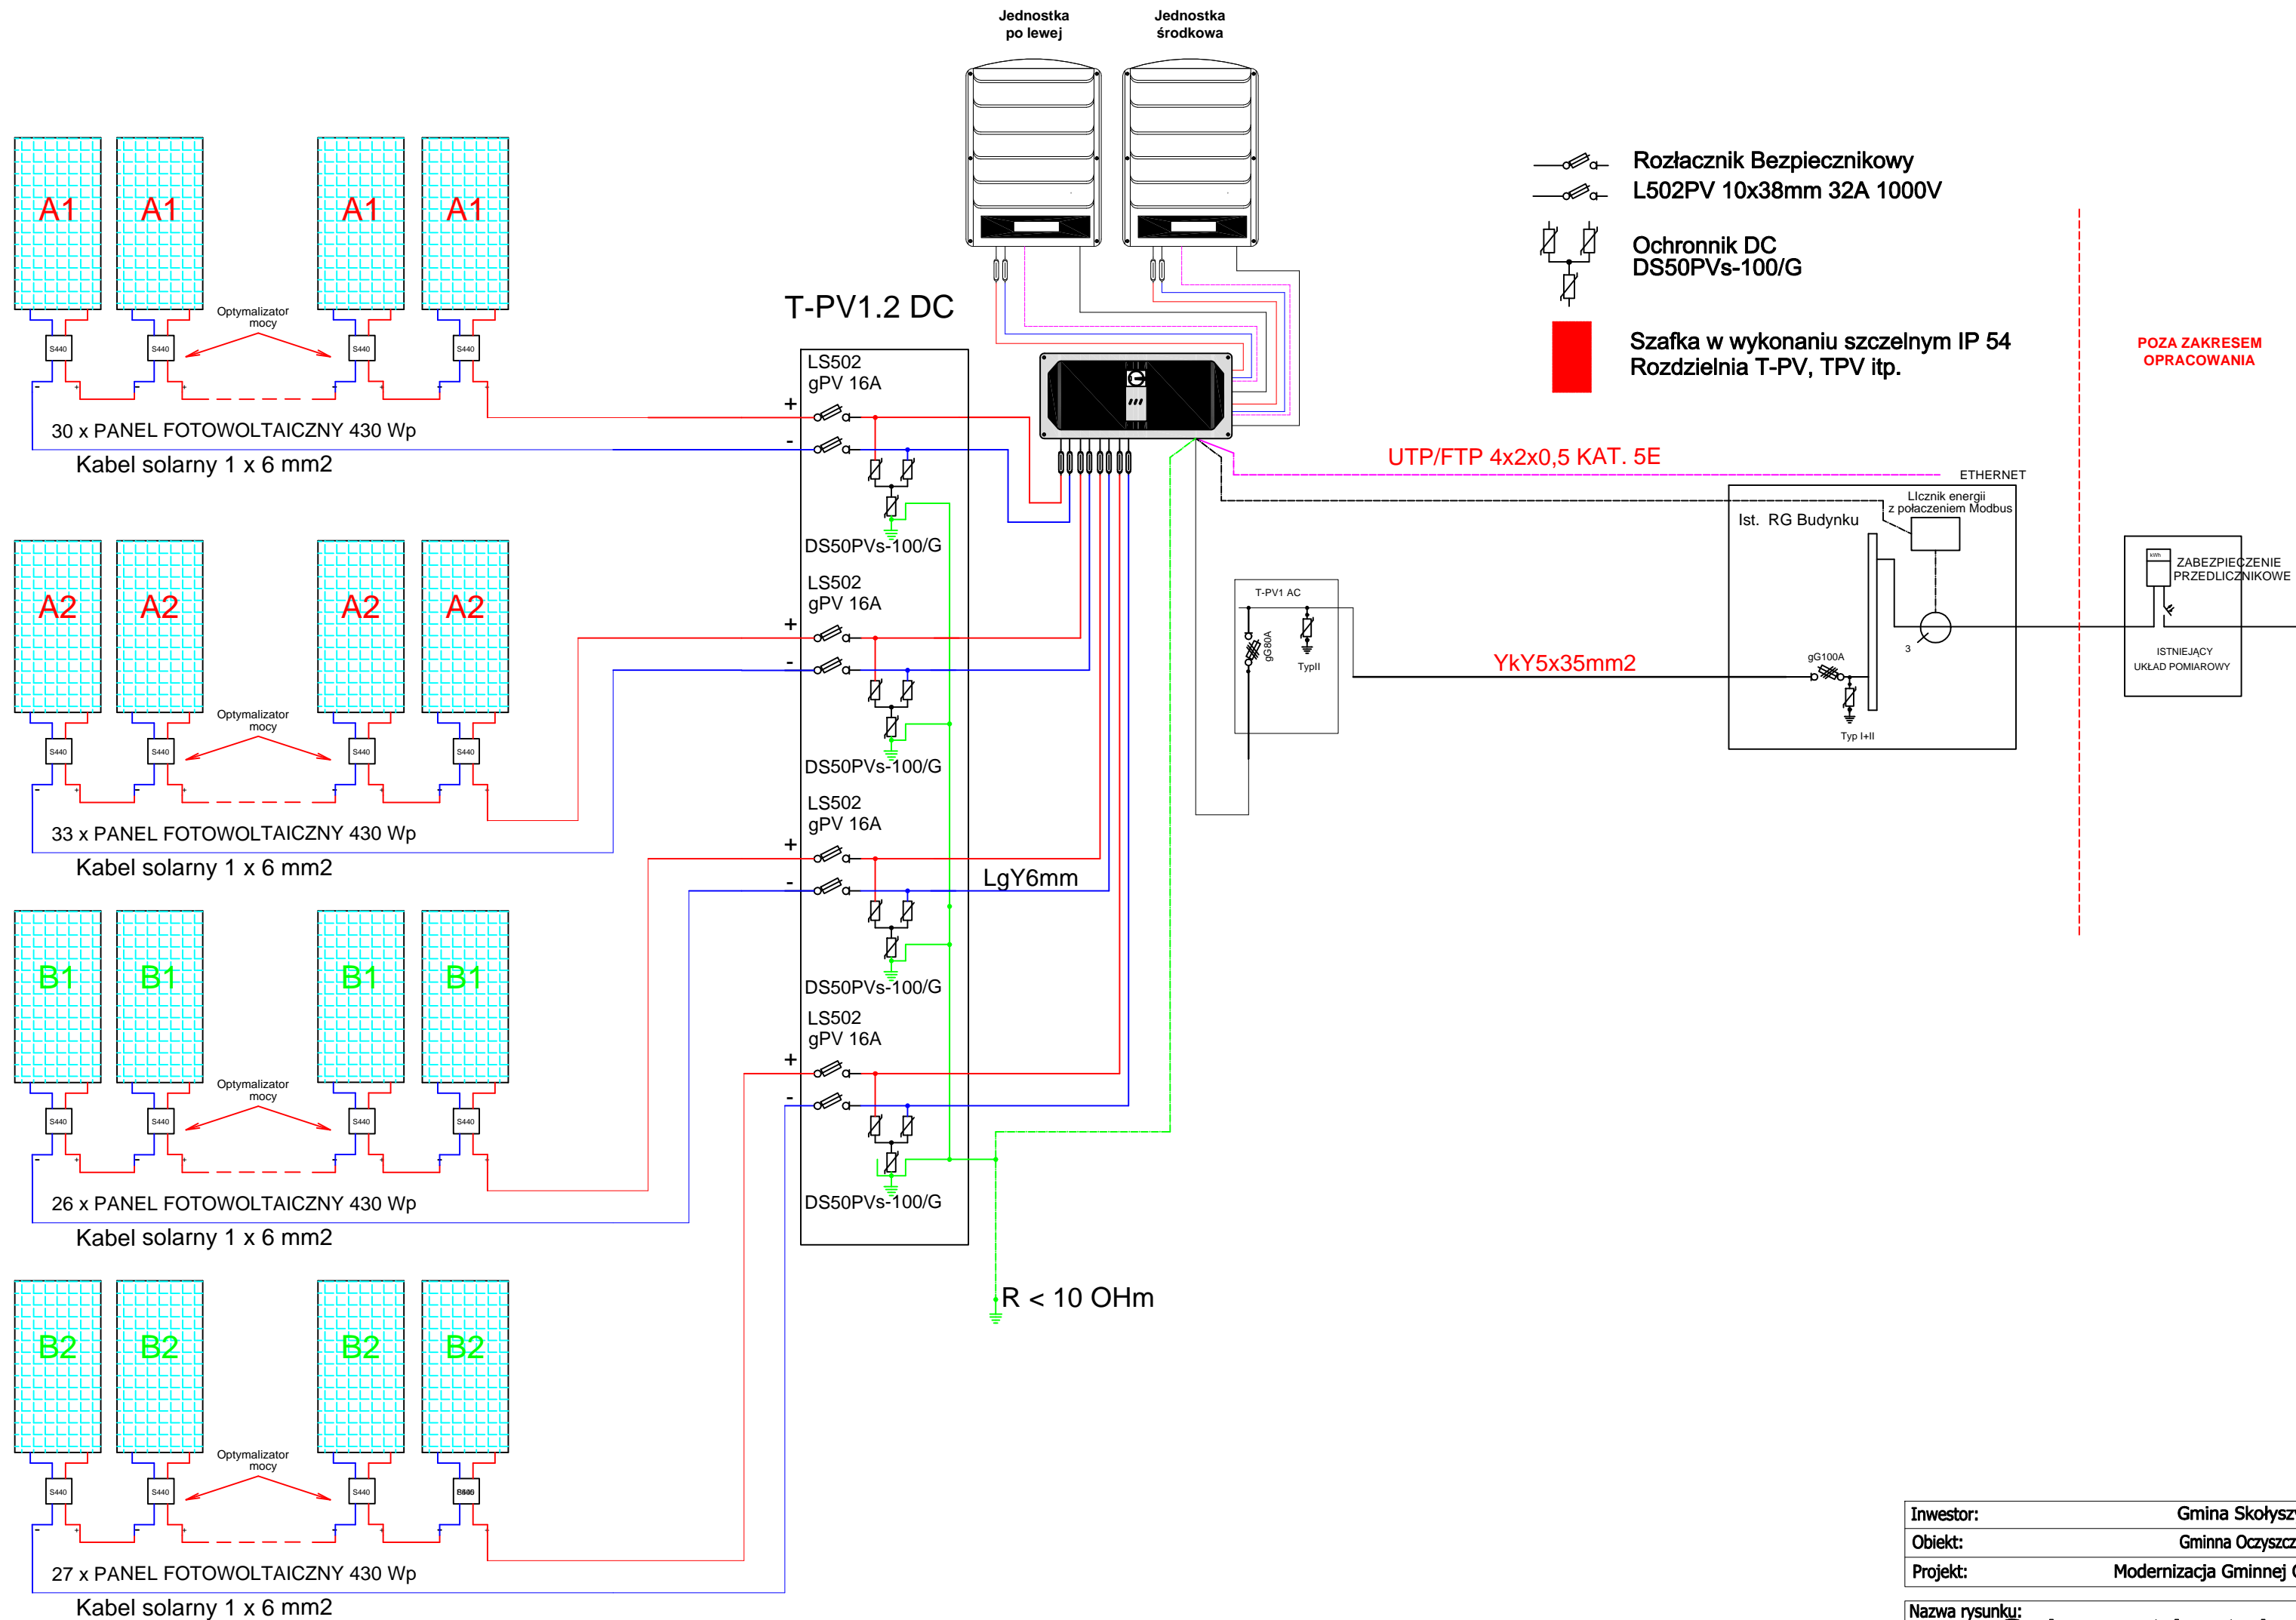 Jednostka
po lewej
Jednostka
środkowa
A1 A1 A1 A1
Optymalizator
mocy
S440 S440 S440 S440
- + - + - + - -
30 x PANEL FOTOWOLTAICZNY 430 Wp
Kabel solarny 1 x 6 mm2
A2 A2 A2 A2
Optymalizator
mocy
S440 S440 S440 S440
- + - + - + - -
33 x PANEL FOTOWOLTAICZNY 430 Wp
Kabel solarny 1 x 6 mm2
B1 B1 B1 B1
Optymalizator
mocy
S440 S440 S440 S440
- + - + - + - -
26 x PANEL FOTOWOLTAICZNY 430 Wp
Kabel solarny 1 x 6 mm2
B2 B2 B2 B2
Optymalizator
mocy
S440 S440 S440
- + - + - + - -
27 x PANEL FOTOWOLTAICZNY 430 Wp
Kabel solarny 1 x 6 mm2
T-PV1.2 DC
LS502
gPV 16A
+
-
DS50PVs-100/G
LS502
gPV 16A
+
-
DS50PVs-100/G
LS502
gPV 16A
+
-
LgY6mm
DS50PVs-100/G
LS502
gPV 16A
+
-
DS50PVs-100/G
R < 10 OHm
Rozłacznik Bezpiecznikowy
L502PV 10x38mm 32A 1000V
Ochronnik DC
DS50PVs-100/G
Szafka w wykonaniu szczelnym IP 54
Rozdzielnia T-PV, TPV itp.
POZA ZAKRESEM
OPRACOWANIA
UTP/FTP 4x2x0,5 KAT. 5E
ETHERNET
LIcznik energii
z połaczeniem Modbus
Ist. RG Budynku
T-PV1 AC
gG80A
TypII
YkY5x35mm2
gG100A
Typ I+II
3
kWh
ZABEZPIECZENIE
PRZEDLICZNIKOWE
ISTNIEJĄCY
UKŁAD POMIAROWY
Inwestor: Gmina Skołysz
Obiekt: Gminna Oczyszcz
Projekt: Modernizacja Gminnej
Nazwa rysunku: